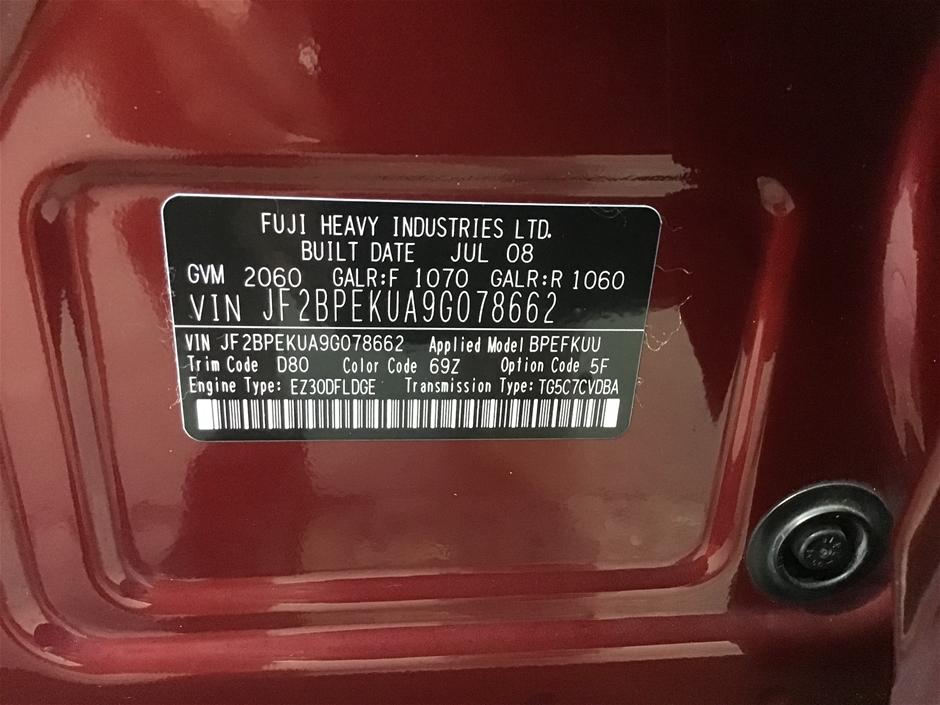 FUJI HEAVY INDUSTRIES LTD.
BUILT DATE JUL 08
GVM 2060 GALR:F 1070 GALR:R 1060
VIN JF2BPEKUA9G078662
VIN JF2BPEKUA9G078662 Applied Model BPEFKUU
Trim Code D80 Color Code 69Z Option Code 5F
Engine Type: EZ30DFLDGE Transmission Type: TG5C7CVDBA